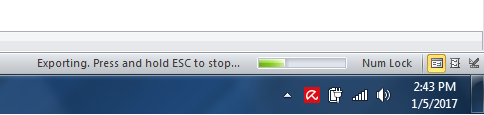 Exporting. Press and hold ESC to stop... Num Lock
2:43 PM
1/5/2017